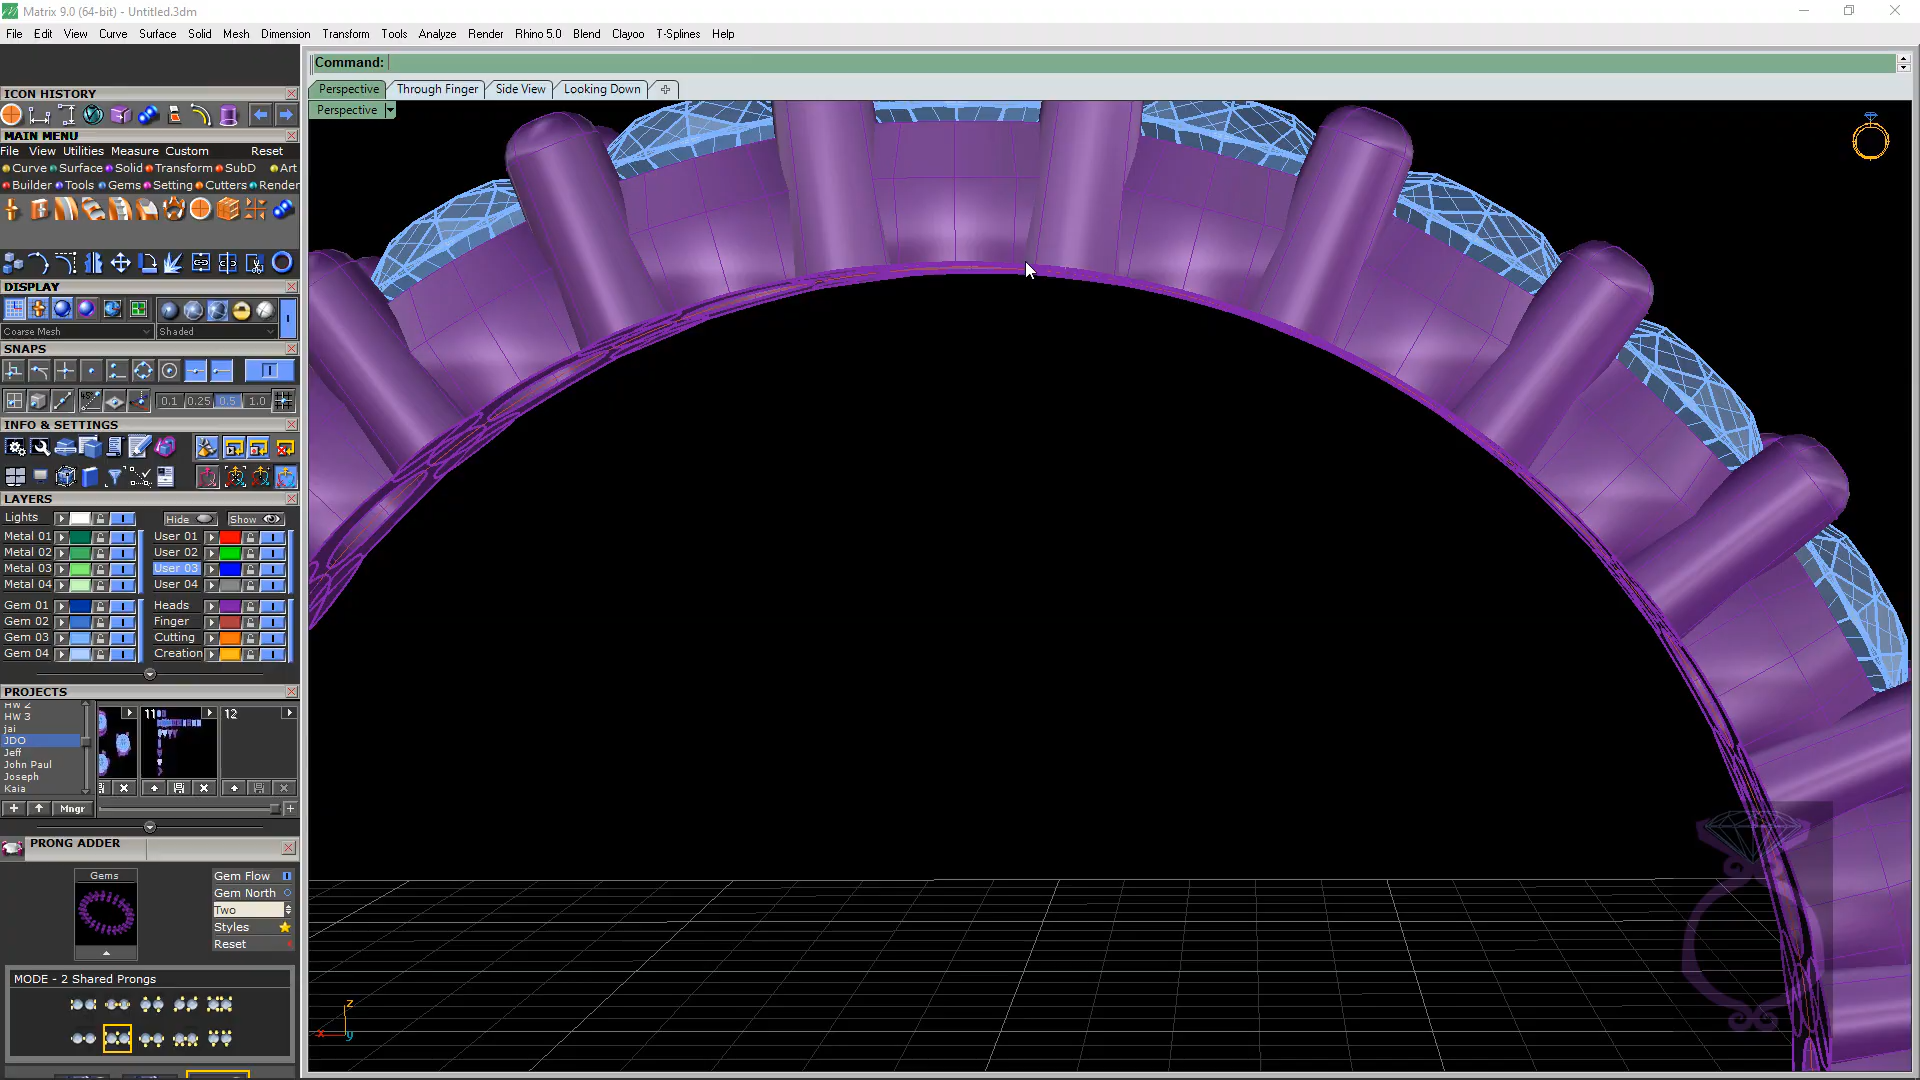 Matrix 9.0 (64-bit) - Untitled.3dm
File Edit View Curve Surface Solid Mesh Dimension Transform Tools Analyze Render Rhino 5.0 Blend Clayoo T-Splines Help
Command:
Perspective Through Finger Side View Looking Down
Perspective
ICON HISTORY
MAIN MENU
File View Utilities Measure Custom Reset
Curve Surface Solid Transform SubD Art
Builder Tools Gems Setting Cutters Render
DISPLAY
Coarse Mesh Shaded
SNAPS
0.1 0.25 0.5 1.0
INFO & SETTINGS
LAYERS
Lights Hide Show
Metal 01 User 01
Metal 02 User 02
Metal 03 User 03
Metal 04 User 04
Gem 01 Heads
Gem 02 Finger
Gem 03 Cutting
Gem 04 Creation
PROJECTS
HW 2
HW 3
jai
JDO
Jeff
John Paul
Joseph
Kaia
11 12
Mngr
PRONG ADDER
Gems
Gem Flow
Gem North
Two
Styles
Reset
MODE - 2 Shared Prongs
z
x
y